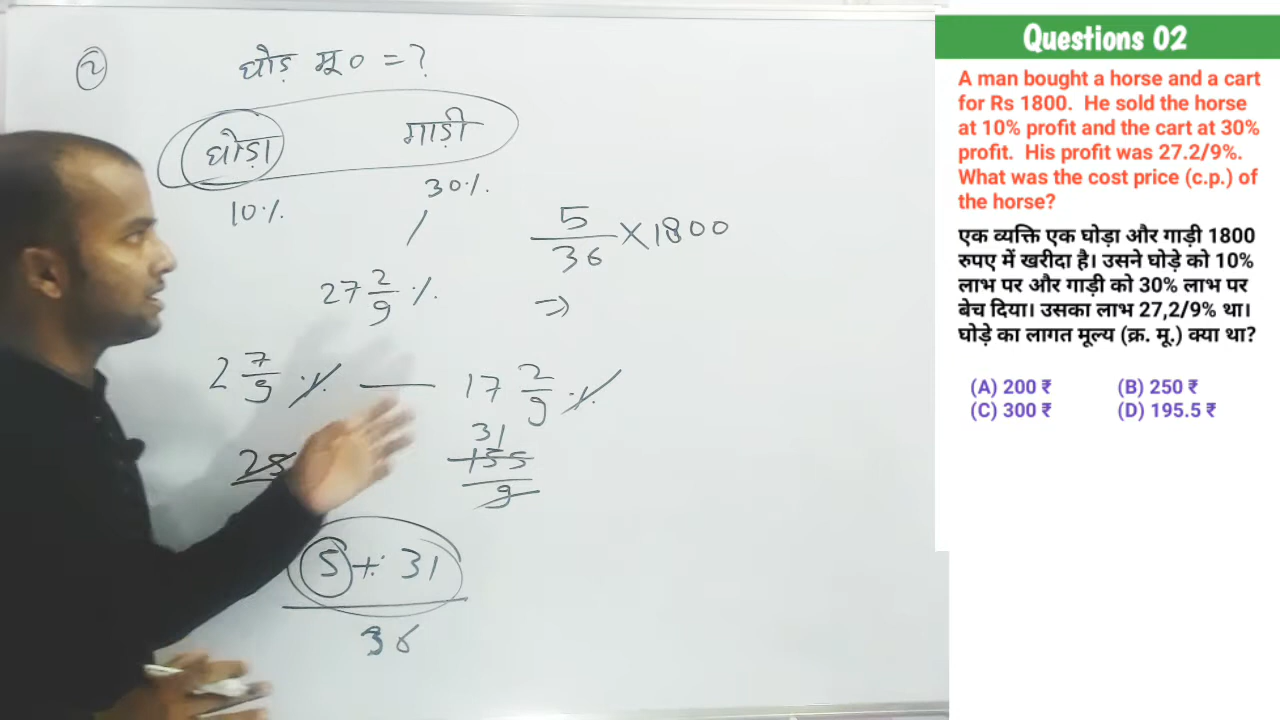 २
घोड़ मू० = ?
घोड़ा गाड़ी
10% 30%
27 2/9 %
2 7/9 % — 17 2/9 %
25 31
155/9
5 + 31
36
5/36 × 1800
⇒
Questions 02
A man bought a horse and a cart
for Rs 1800. He sold the horse
at 10% profit and the cart at 30%
profit. His profit was 27.2/9%.
What was the cost price (c.p.) of
the horse?
एक व्यक्ति एक घोड़ा और गाड़ी 1800
रुपए में खरीदा है। उसने घोड़े को 10%
लाभ पर और गाड़ी को 30% लाभ पर
बेच दिया। उसका लाभ 27,2/9% था।
घोड़े का लागत मूल्य (क्र. मू.) क्या था?
(A) 200 ₹ (B) 250 ₹
(C) 300 ₹ (D) 195.5 ₹